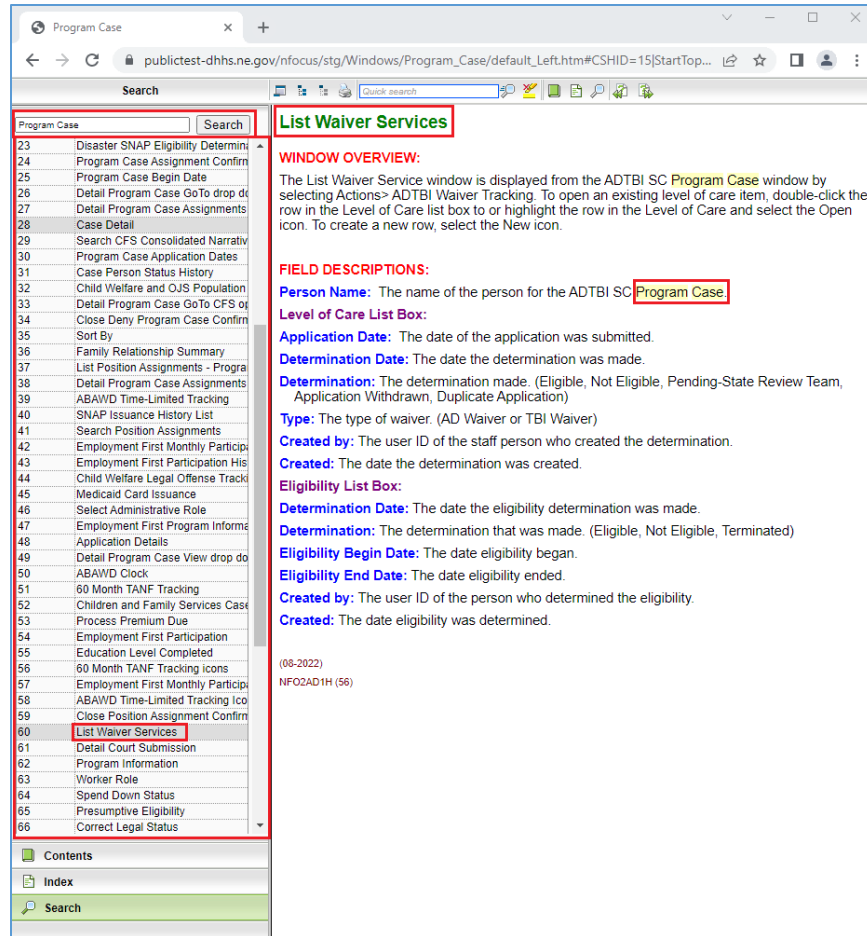 Program Case
publictest-dhhs.ne.gov/nfocus/stg/Windows/Program_Case/default_Left.htm#CSHID=15|StartTop...
Search
Quick search
Program Case
Search
23 Disaster SNAP Eligibility Determina
24 Program Case Assignment Confirn
25 Program Case Begin Date
26 Detail Program Case GoTo drop do
27 Detail Program Case Assignments
28 Case Detail
29 Search CFS Consolidated Narrativ
30 Program Case Application Dates
31 Case Person Status History
32 Child Welfare and OJS Population
33 Detail Program Case GoTo CFS op
34 Close Deny Program Case Confirn
35 Sort By
36 Family Relationship Summary
37 List Position Assignments - Progra
38 Detail Program Case Assignments
39 ABAWD Time-Limited Tracking
40 SNAP Issuance History List
41 Search Position Assignments
42 Employment First Monthly Participa
43 Employment First Participation His
44 Child Welfare Legal Offense Tracki
45 Medicaid Card Issuance
46 Select Administrative Role
47 Employment First Program Informa
48 Application Details
49 Detail Program Case View drop do
50 ABAWD Clock
51 60 Month TANF Tracking
52 Children and Family Services Case
53 Process Premium Due
54 Employment First Participation
55 Education Level Completed
56 60 Month TANF Tracking icons
57 Employment First Monthly Participa
58 ABAWD Time-Limited Tracking Ico
59 Close Position Assignment Confirn
60 List Waiver Services
61 Detail Court Submission
62 Program Information
63 Worker Role
64 Spend Down Status
65 Presumptive Eligibility
66 Correct Legal Status
Contents
Index
Search
List Waiver Services
WINDOW OVERVIEW:
The List Waiver Service window is displayed from the ADTBI SC Program Case window by
selecting Actions> ADTBI Waiver Tracking. To open an existing level of care item, double-click the
row in the Level of Care list box to or highlight the row in the Level of Care and select the Open
icon. To create a new row, select the New icon.
FIELD DESCRIPTIONS:
Person Name: The name of the person for the ADTBI SC Program Case.
Level of Care List Box:
Application Date: The date of the application was submitted.
Determination Date: The date the determination was made.
Determination: The determination made. (Eligible, Not Eligible, Pending-State Review Team,
Application Withdrawn, Duplicate Application)
Type: The type of waiver. (AD Waiver or TBI Waiver)
Created by: The user ID of the staff person who created the determination.
Created: The date the determination was created.
Eligibility List Box:
Determination Date: The date the eligibility determination was made.
Determination: The determination that was made. (Eligible, Not Eligible, Terminated)
Eligibility Begin Date: The date eligibility began.
Eligibility End Date: The date eligibility ended.
Created by: The user ID of the person who determined the eligibility.
Created: The date eligibility was determined.
(08-2022)
NFO2AD1H (56)